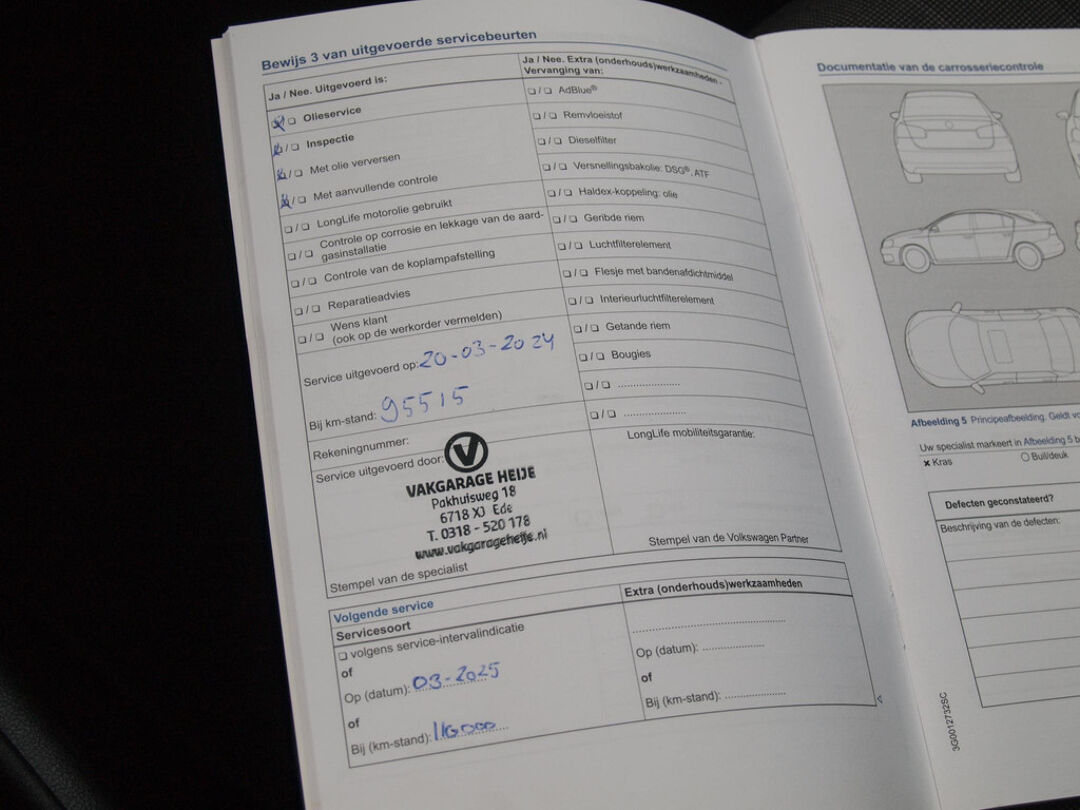 Bewijs 3 van uitgevoerde servicebeurten
Ja / Nee. Uitgevoerd is:
Olieservice
Inspectie
Met olie verversen
Met aanvullende controle
LongLife motorolie gebruikt
Controle op corrosie en lekkage van de aard-
gasinstallatie
Controle van de koplampafstelling
Reparatieadvies
Wens klant
(ook op de werkorder vermelden)
Service uitgevoerd op: 20-03-2024
Bij km-stand: 95515
Rekeningnummer:
Service uitgevoerd door:
VAKGARAGE HEIJE
Pakhuisweg 18
6718 XJ Ede
T. 0318 - 520 178
www.vakgarageheije.nl
Stempel van de specialist
Ja / Nee. Extra (onderhouds)werkzaamheden -
Vervanging van:
AdBlue®
Remvloeistof
Dieselfilter
Versnellingsbakolie: DSG®, ATF
Haldex-koppeling: olie
Geribde riem
Luchtfilterelement
Flesje met bandenafdichtmiddel
Interieurluchtfilterelement
Getande riem
Bougies
LongLife mobiliteitsgarantie:
Stempel van de Volkswagen Partner
Volgende service
Servicesoort
volgens service-intervalindicatie
of
Op (datum): 03-2025
of
Bij (km-stand): 110000
Extra (onderhouds)werkzaamheden
Op (datum):
of
Bij (km-stand):
Documentatie van de carrosseriecontrole
Afbeelding 5 Principeafbeelding. Geldt
Uw specialist markeert in Afbeelding 5
x Kras
Buil/deuk
Defecten geconstateerd?
Beschrijving van de defecten:
3G0012732SC